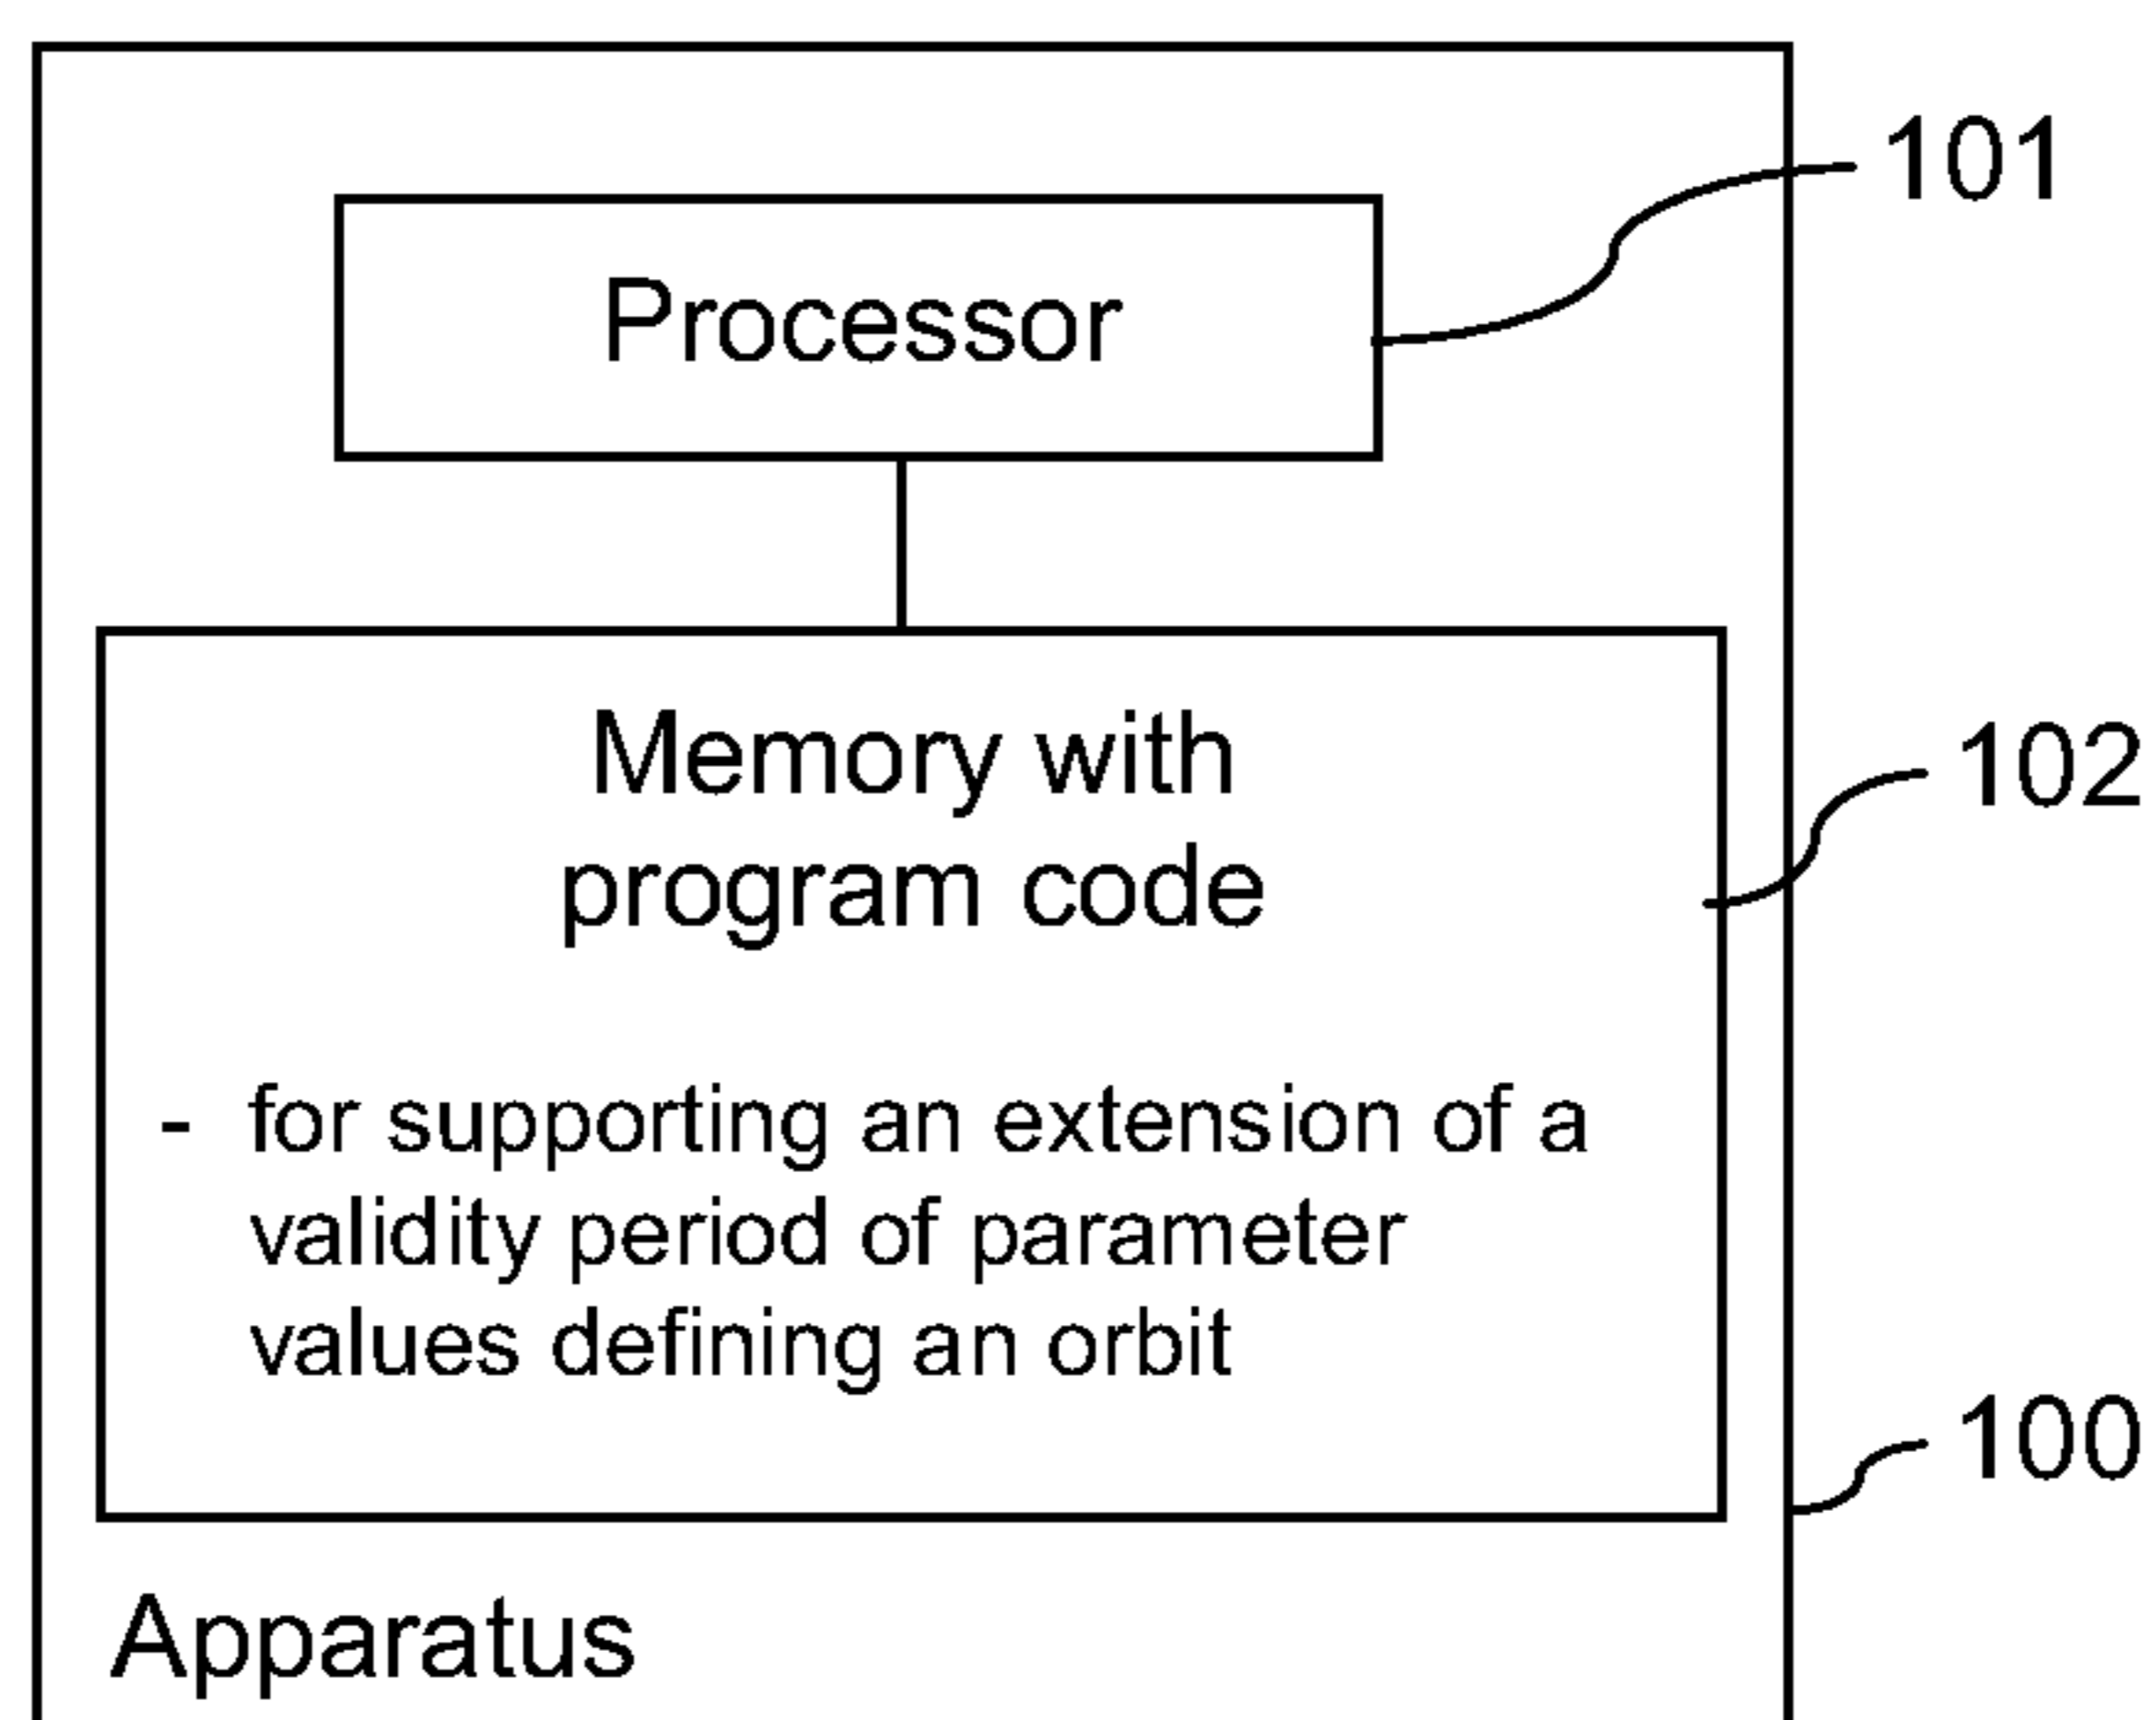 101
Processor
Memory with
program code
102
- for supporting an extension of a
validity period of parameter
values defining an orbit
100
Apparatus